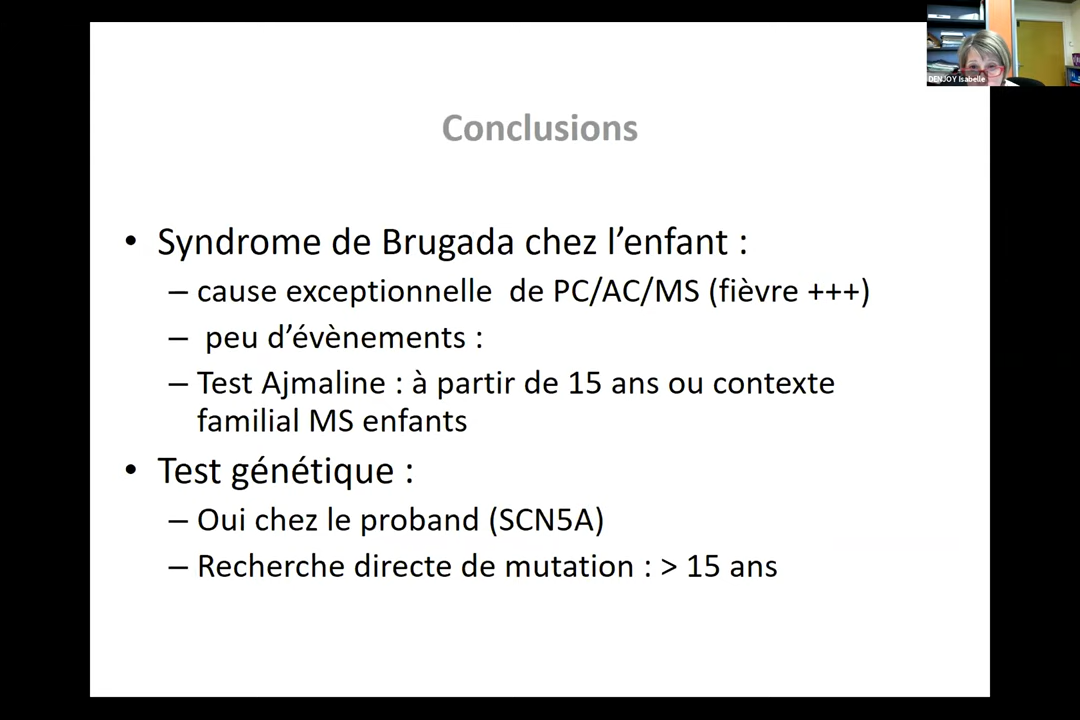 DENJOY Isabelle
Conclusions
• Syndrome de Brugada chez l’enfant :
– cause exceptionnelle de PC/AC/MS (fièvre +++)
– peu d’évènements :
– Test Ajmaline : à partir de 15 ans ou contexte
familial MS enfants
• Test génétique :
– Oui chez le proband (SCN5A)
– Recherche directe de mutation : > 15 ans